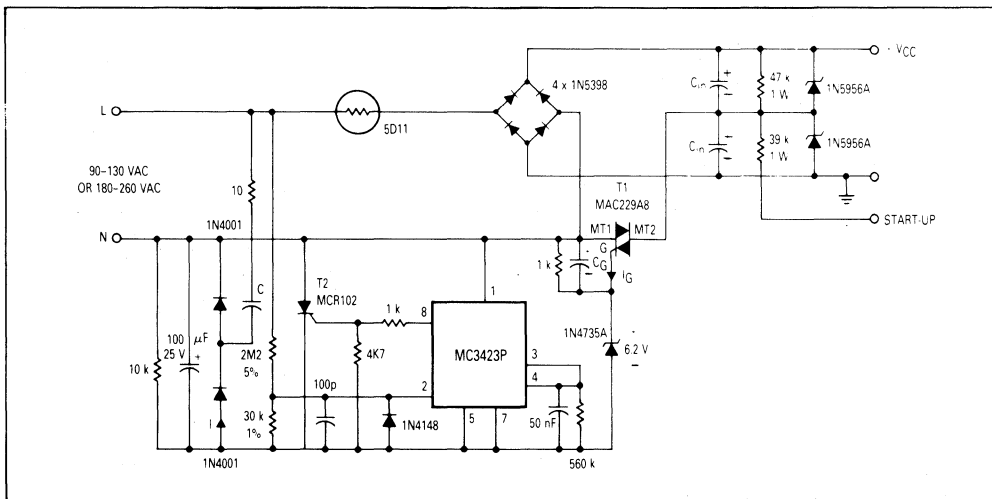 - VCC
4 x 1N5398
Cin
+
-
47 k
1 W
1N5956A
L
5D11
Cin
+
-
39 k
1 W
1N5956A
90-130 VAC
OR 180-260 VAC
10
T1
MAC229A8
START-UP
1N4001
N
MT1
MT2
G
1 k
CG
-
IG
T2
MCR102
1
C
1 k
8
1N4735A
6.2 V
-
100 μF
25 V
+
MC3423P
3
10 k
2M2
5%
4K7
4
100p
2
30 k
1%
1N4148
5
7
50 nF
I
1N4001
560 k